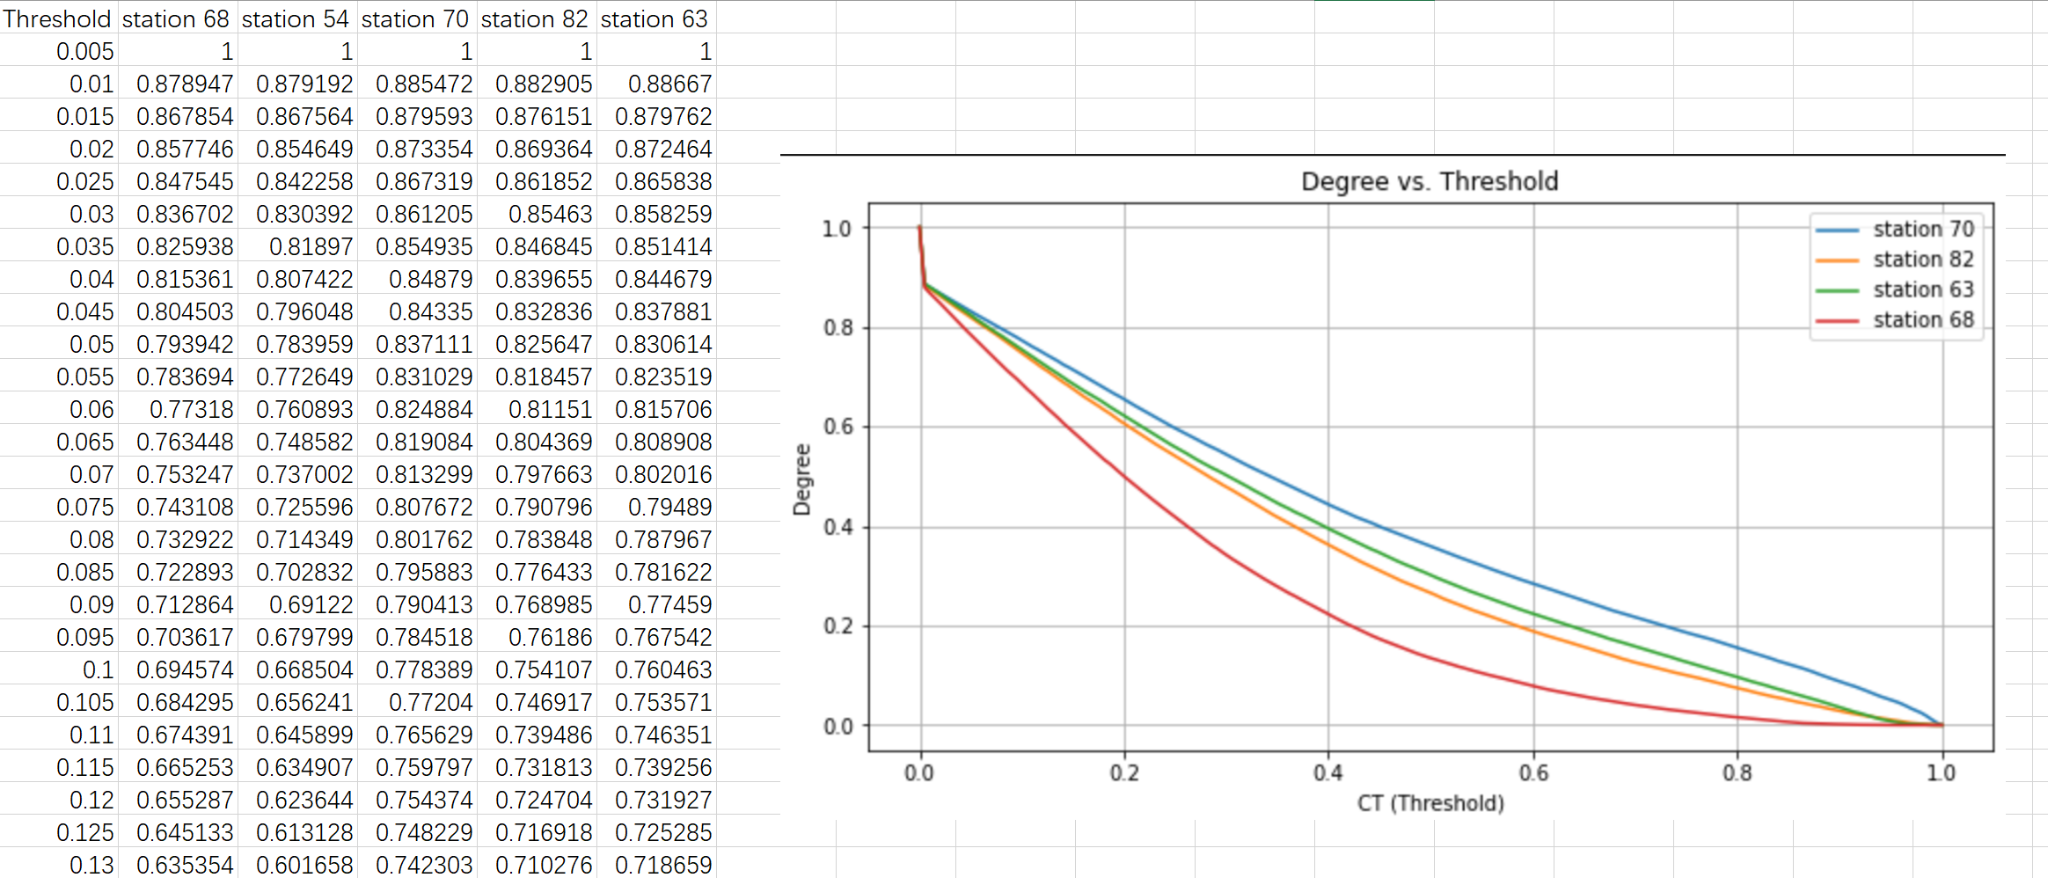 Threshold station 68 station 54 station 70 station 82 station 63
0.005 1 1 1 1 1
0.01 0.878947 0.879192 0.885472 0.882905 0.88667
0.015 0.867854 0.867564 0.879593 0.876151 0.879762
0.02 0.857746 0.854649 0.873354 0.869364 0.872464
0.025 0.847545 0.842258 0.867319 0.861852 0.865838
0.03 0.836702 0.830392 0.861205 0.85463 0.858259
0.035 0.825938 0.81897 0.854935 0.846845 0.851414
0.04 0.815361 0.807422 0.84879 0.839655 0.844679
0.045 0.804503 0.796048 0.84335 0.832836 0.837881
0.05 0.793942 0.783959 0.837111 0.825647 0.830614
0.055 0.783694 0.772649 0.831029 0.818457 0.823519
0.06 0.77318 0.760893 0.824884 0.81151 0.815706
0.065 0.763448 0.748582 0.819084 0.804369 0.808908
0.07 0.753247 0.737002 0.813299 0.797663 0.802016
0.075 0.743108 0.725596 0.807672 0.790796 0.79489
0.08 0.732922 0.714349 0.801762 0.783848 0.787967
0.085 0.722893 0.702832 0.795883 0.776433 0.781622
0.09 0.712864 0.69122 0.790413 0.768985 0.77459
0.095 0.703617 0.679799 0.784518 0.76186 0.767542
0.1 0.694574 0.668504 0.778389 0.754107 0.760463
0.105 0.684295 0.656241 0.77204 0.746917 0.753571
0.11 0.674391 0.645899 0.765629 0.739486 0.746351
0.115 0.665253 0.634907 0.759797 0.731813 0.739256
0.12 0.655287 0.623644 0.754374 0.724704 0.731927
0.125 0.645133 0.613128 0.748229 0.716918 0.725285
0.13 0.635354 0.601658 0.742303 0.710276 0.718659
Degree vs. Threshold
station 70
station 82
station 63
station 68
Degree
1.0
0.8
0.6
0.4
0.2
0.0
0.0 0.2 0.4 0.6 0.8 1.0
CT (Threshold)